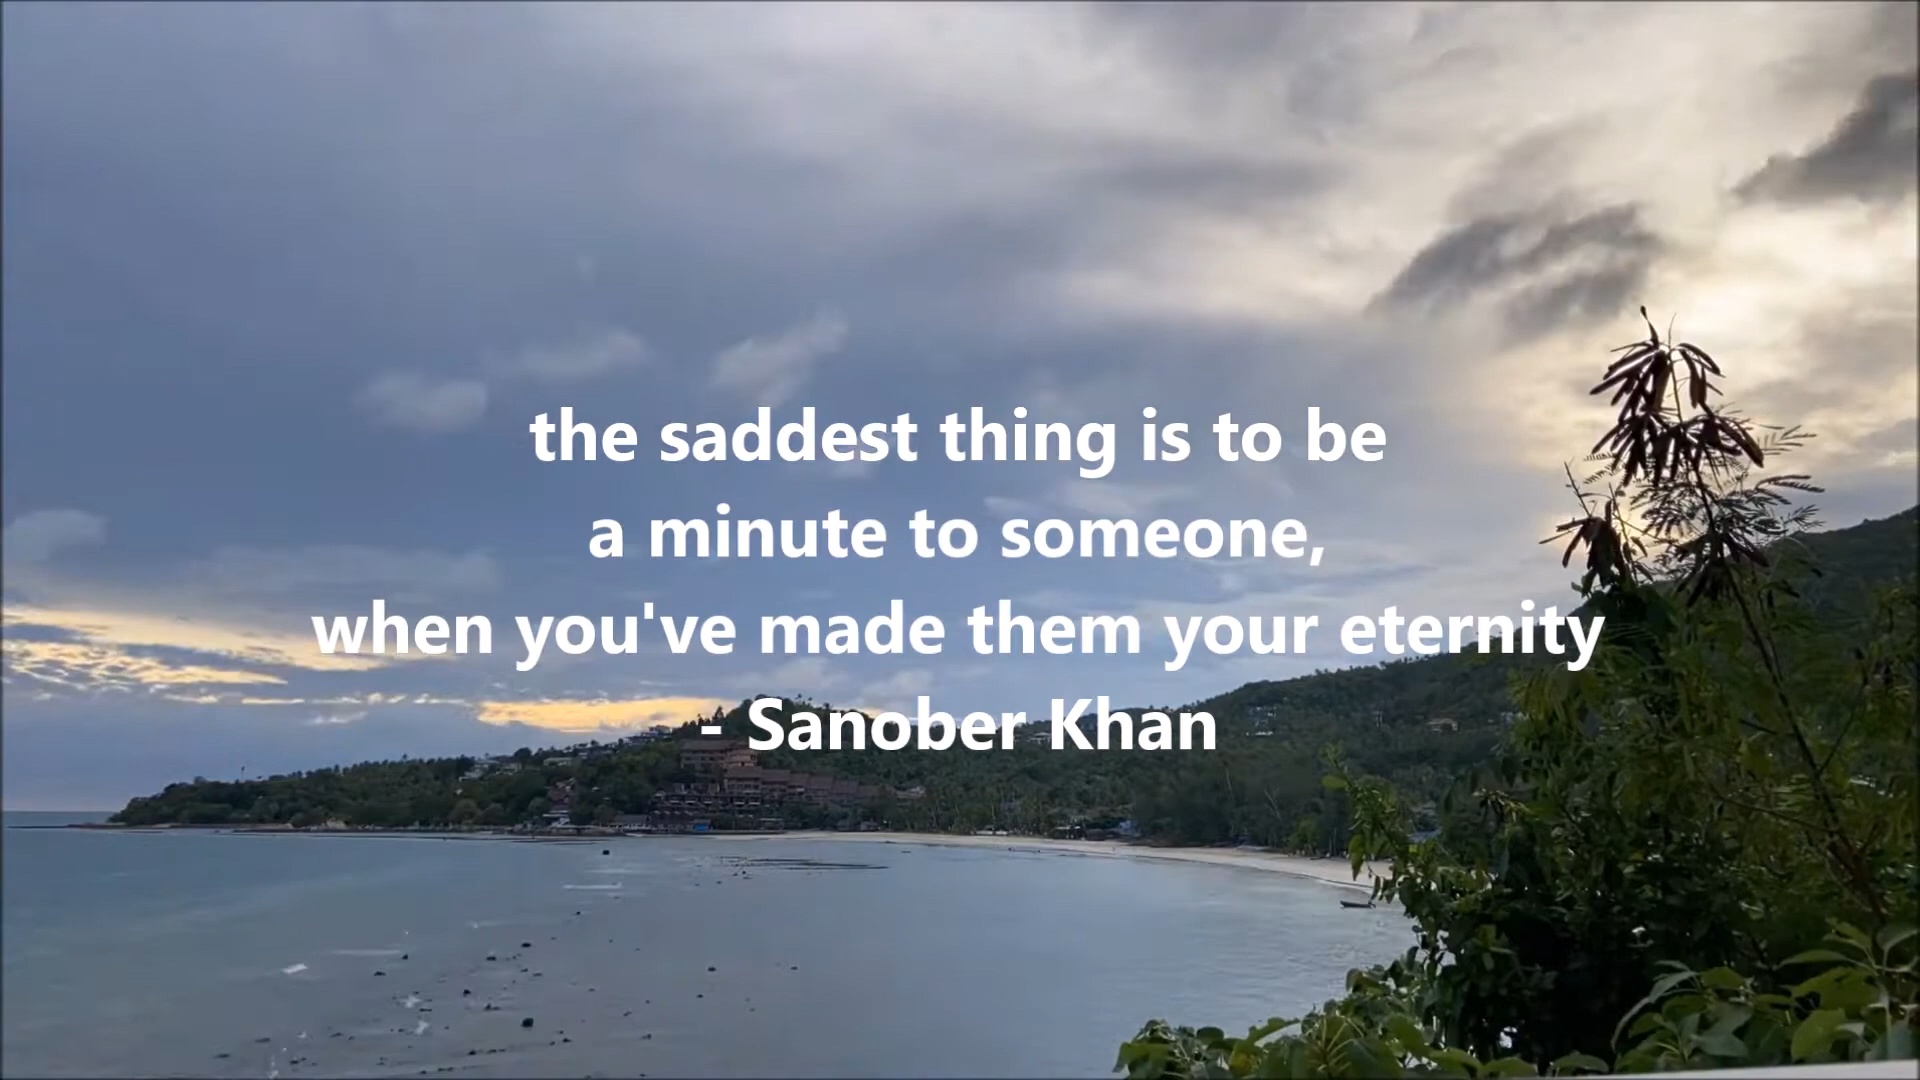 the saddest thing is to be
a minute to someone,
when you've made them your eternity
- Sanober Khan